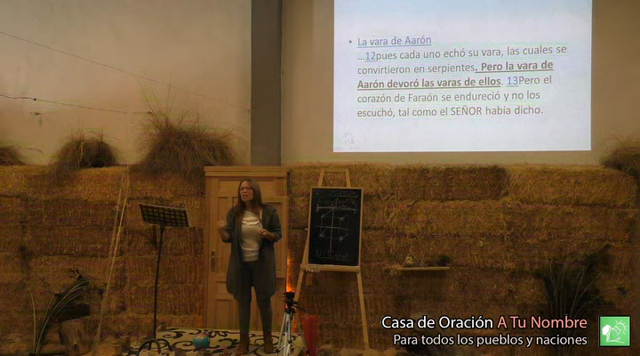 • La vara de Aarón
...12pues cada uno echó su vara, las cuales se
convirtieron en serpientes. Pero la vara de
Aarón devoró las varas de ellos. 13Pero el
corazón de Faraón se endureció y no los
escuchó, tal como el SEÑOR había dicho.
Casa de Oración A Tu Nombre
Para todos los pueblos y naciones